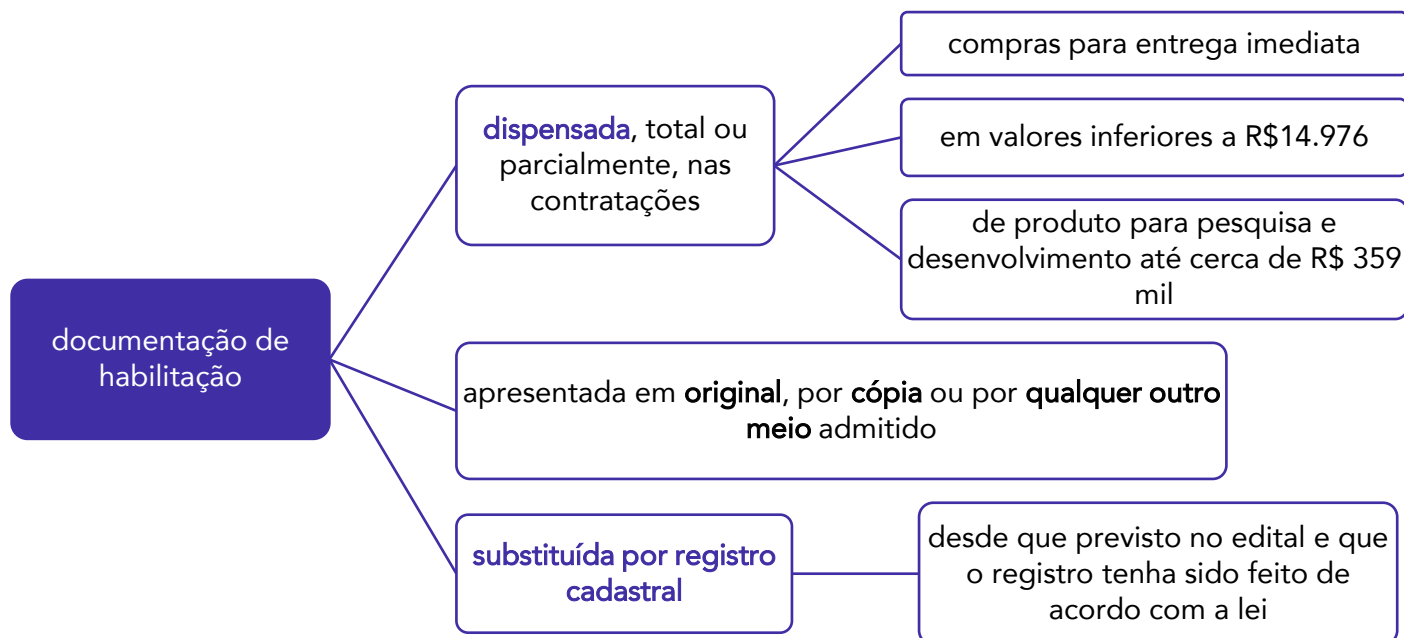 documentação de
habilitação
dispensada, total ou
parcialmente, nas
contratações
compras para entrega imediata
em valores inferiores a R$14.976
de produto para pesquisa e
desenvolvimento até cerca de R$ 359
mil
apresentada em original, por cópia ou por qualquer outro
meio admitido
substituída por registro
cadastral
desde que previsto no edital e que
o registro tenha sido feito de
acordo com a lei